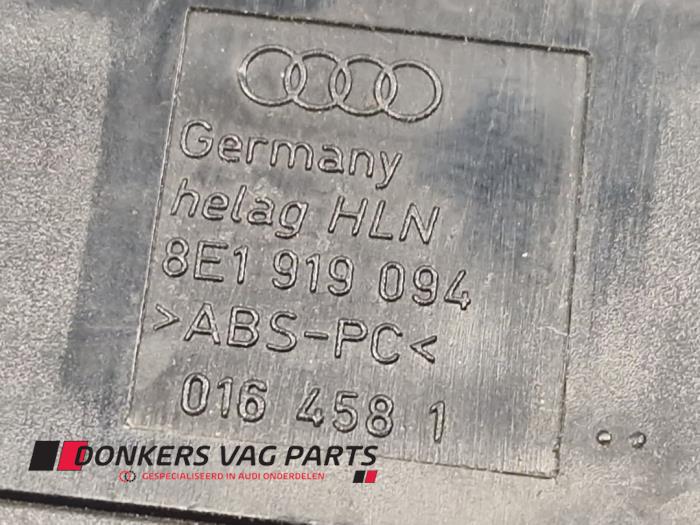 Germany
helag HLN
8E1 919 094
>ABS-PC<
016 458 1
DONKERS VAG PARTS
GESPECIALISEERD IN AUDI ONDERDELEN